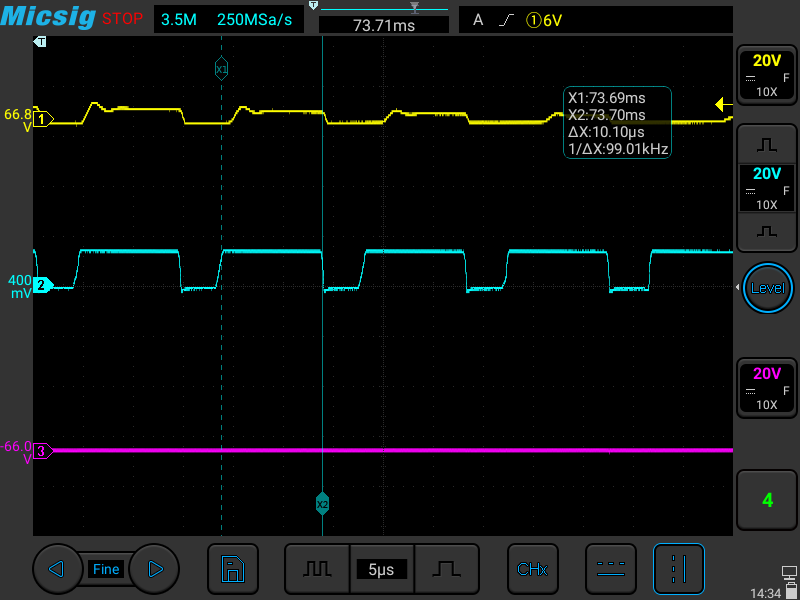 Micsig STOP 3.5M 250MSa/s T 73.71ms A ①6V
T
X1
20V
F
10X
X1:73.69ms
X2:73.70ms
ΔX:10.10µs
1/ΔX:99.01kHz
66.8
V
1
20V
F
10X
400
mV
2
Level
20V
F
10X
-66.0
V
3
X2
4
Fine
5µs
CHx
14:34